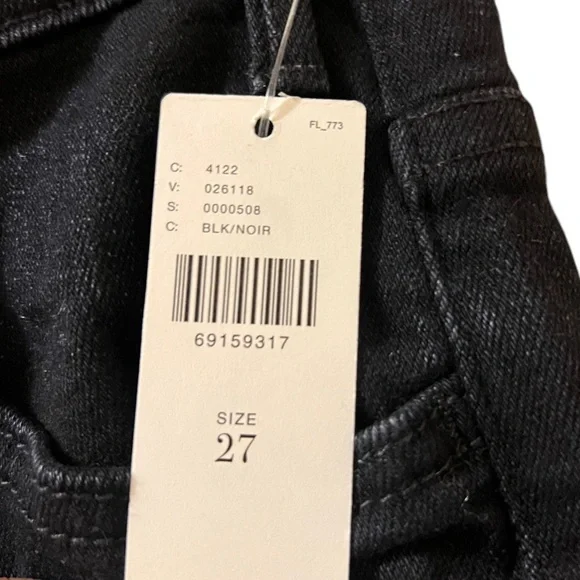 FL_773
C: 4122
V: 026118
S: 0000508
C: BLK/NOIR
69159317
SIZE
27